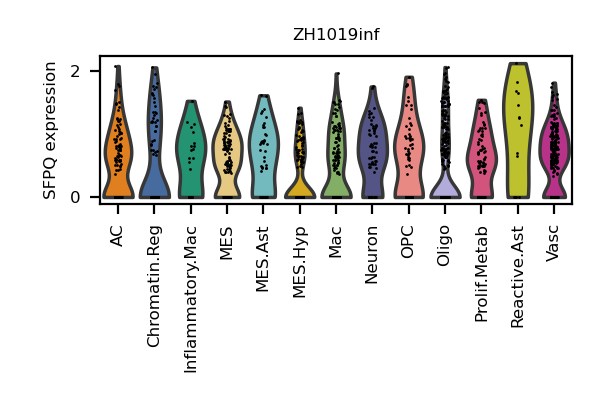 ZH1019inf
SFPQ expression
2
0
AC
Chromatin.Reg
Inflammatory.Mac
MES
MES.Ast
MES.Hyp
Mac
Neuron
OPC
Oligo
Prolif.Metab
Reactive.Ast
Vasc